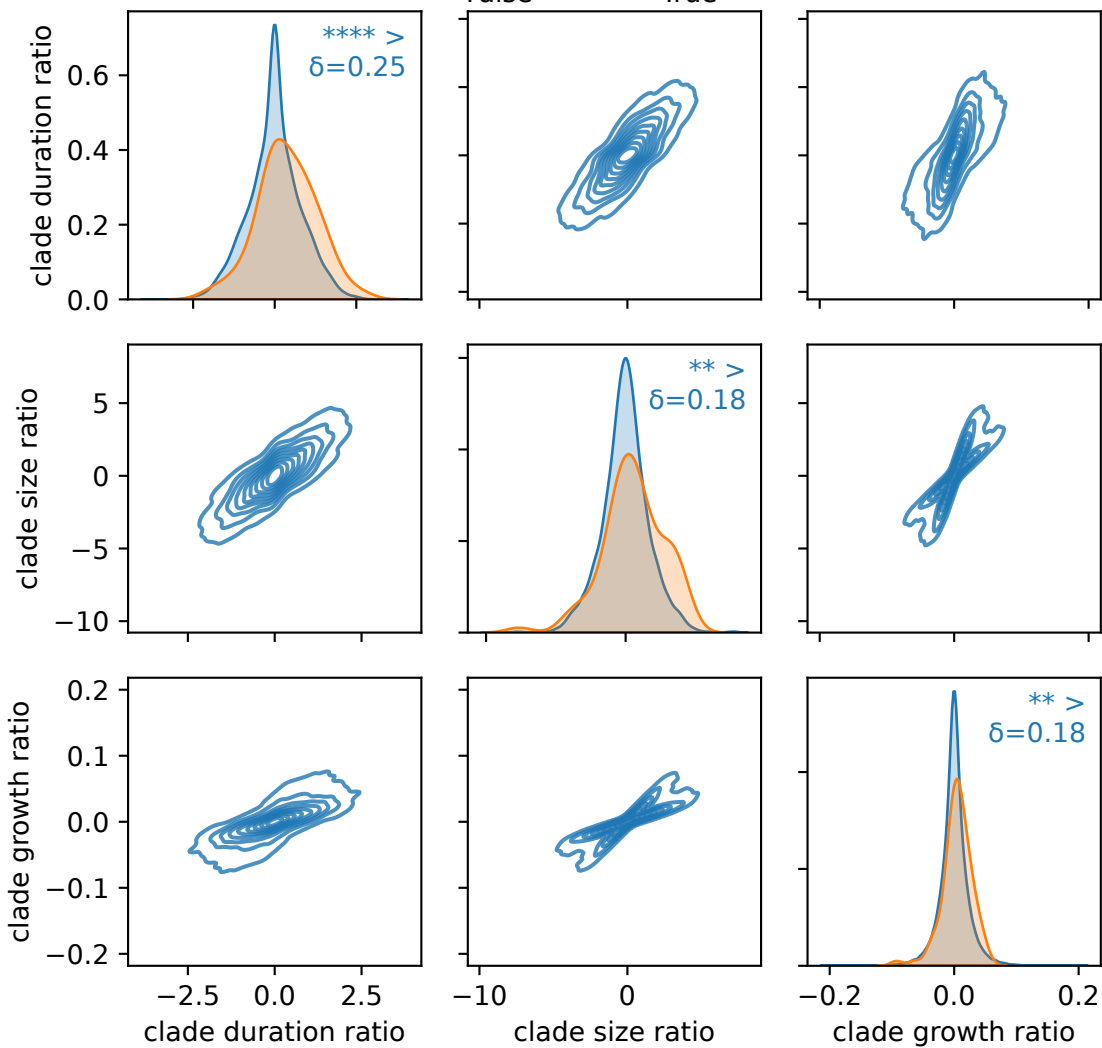 clade duration ratio
0.6
0.4
0.2
0.0
**** >
δ=0.25
clade size ratio
5
0
−5
−10
** >
δ=0.18
clade growth ratio
0.2
0.1
0.0
−0.1
−0.2
** >
δ=0.18
−2.5
0.0
2.5
−10
0
−0.2
0.0
0.2
clade duration ratio
clade size ratio
clade growth ratio